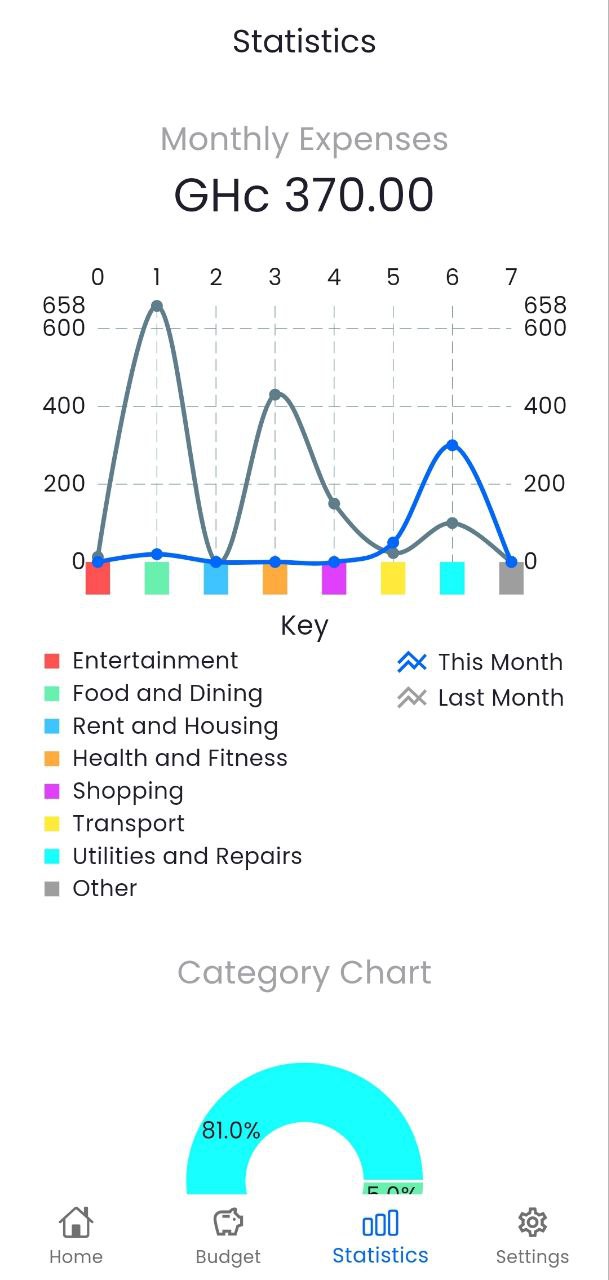 Statistics
Monthly Expenses
GHc 370.00
0 1 2 3 4 5 6 7
658 658
600 600
400 400
200 200
0 0
Key
Entertainment
Food and Dining
Rent and Housing
Health and Fitness
Shopping
Transport
Utilities and Repairs
Other
This Month
Last Month
Category Chart
81.0%
5.0%
Home Budget Statistics Settings